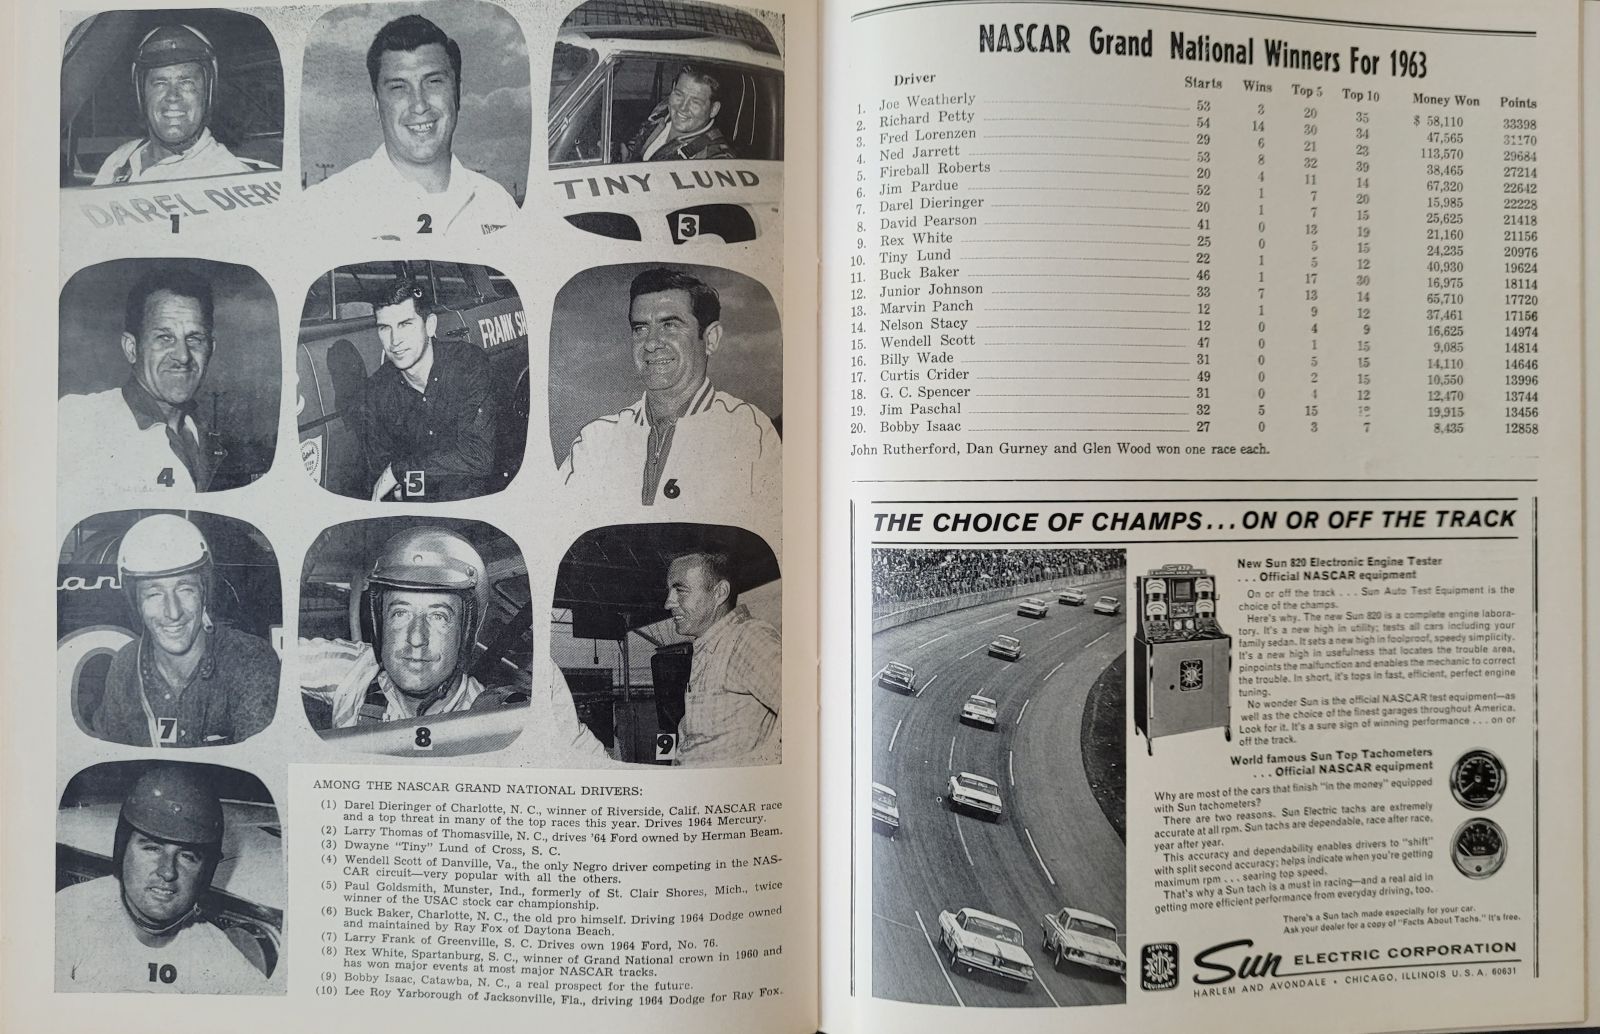 DAREL DIERIN
1
2
TINY LUND
3
4
FRANK
5
6
7
8
9
10
AMONG THE NASCAR GRAND NATIONAL DRIVERS:
(1) Darel Dieringer of Charlotte, N. C., winner of Riverside, Calif. NASCAR race
and a top threat in many of the top races this year. Drives 1964 Mercury.
(2) Larry Thomas of Thomasville, N. C., drives '64 Ford owned by Herman Beam.
(3) Dwayne "Tiny" Lund of Cross, S. C.
(4) Wendell Scott of Danville, Va., the only Negro driver competing in the NAS-
CAR circuit—very popular with all the others.
(5) Paul Goldsmith, Munster, Ind., formerly of St. Clair Shores, Mich., twice
winner of the USAC stock car championship.
(6) Buck Baker, Charlotte, N. C., the old pro himself. Driving 1964 Dodge owned
and maintained by Ray Fox of Daytona Beach.
(7) Larry Frank of Greenville, S. C. Drives own 1964 Ford, No. 76.
(8) Rex White, Spartanburg, S. C., winner of Grand National crown in 1960 and
has won major events at most major NASCAR tracks.
(9) Bobby Isaac, Catawba, N. C., a real prospect for the future.
(10) Lee Roy Yarborough of Jacksonville, Fla., driving 1964 Dodge for Ray Fox.
NASCAR Grand National Winners For 1963
Driver Starts Wins Top 5 Top 10 Money Won Points
1. Joe Weatherly 53 3 20 35 $ 58,110 33398
2. Richard Petty 54 14 30 34 47,565 31170
3. Fred Lorenzen 29 6 21 23 113,570 29684
4. Ned Jarrett 53 8 32 39 38,465 27214
5. Fireball Roberts 20 4 11 14 67,320 22642
6. Jim Pardue 52 1 7 20 15,985 22228
7. Darel Dieringer 20 1 7 15 25,625 21418
8. David Pearson 41 0 13 19 21,160 21156
9. Rex White 25 0 5 15 24,235 20976
10. Tiny Lund 22 1 5 12 40,930 19624
11. Buck Baker 46 1 17 30 16,975 18114
12. Junior Johnson 33 7 13 14 65,710 17720
13. Marvin Panch 12 1 9 12 37,461 17156
14. Nelson Stacy 12 0 4 9 16,625 14974
15. Wendell Scott 47 0 1 15 9,085 14814
16. Billy Wade 31 0 5 15 14,110 14646
17. Curtis Crider 49 0 2 15 10,550 13996
18. G. C. Spencer 31 0 4 12 12,470 13744
19. Jim Paschal 32 5 15 19,915 13456
20. Bobby Isaac 27 0 3 7 8,435 12858
John Rutherford, Dan Gurney and Glen Wood won one race each.
THE CHOICE OF CHAMPS...ON OR OFF THE TRACK
New Sun 820 Electronic Engine Tester
...Official NASCAR equipment
On or off the track . . . Sun Auto Test Equipment is the
choice of the champs.
Here's why. The new Sun 820 is a complete engine labora-
tory. It's a new high in utility; tests all cars including your
family sedan. It sets a new high in foolproof, speedy simplicity.
It's a new high in usefulness that locates the trouble area,
pinpoints the malfunction and enables the mechanic to correct
the trouble. In short, it's tops in fast, efficient, perfect engine
tuning.
No wonder Sun is the official NASCAR test equipment—as
well as the choice of the finest garages throughout America.
Look for it. It's a sure sign of winning performance . . . on or
off the track.
World famous Sun Top Tachometers
...Official NASCAR equipment
Why are most of the cars that finish "in the money" equipped
with Sun tachometers?
There are two reasons. Sun Electric tachs are extremely
accurate at all rpm. Sun tachs are dependable, race after race,
year after year.
This accuracy and dependability enables drivers to "shift"
with split second accuracy; helps indicate when you're getting
maximum rpm . . . searing top speed.
That's why a Sun tach is a must in racing—and a real aid in
getting more efficient performance from everyday driving, too.
There's a Sun tach made especially for your car.
Ask your dealer for a copy of "Facts About Tachs." It's free.
SERVICE
SUN
EQUIPMENT
Sun ELECTRIC CORPORATION
HARLEM AND AVONDALE • CHICAGO, ILLINOIS U. S. A. 60631